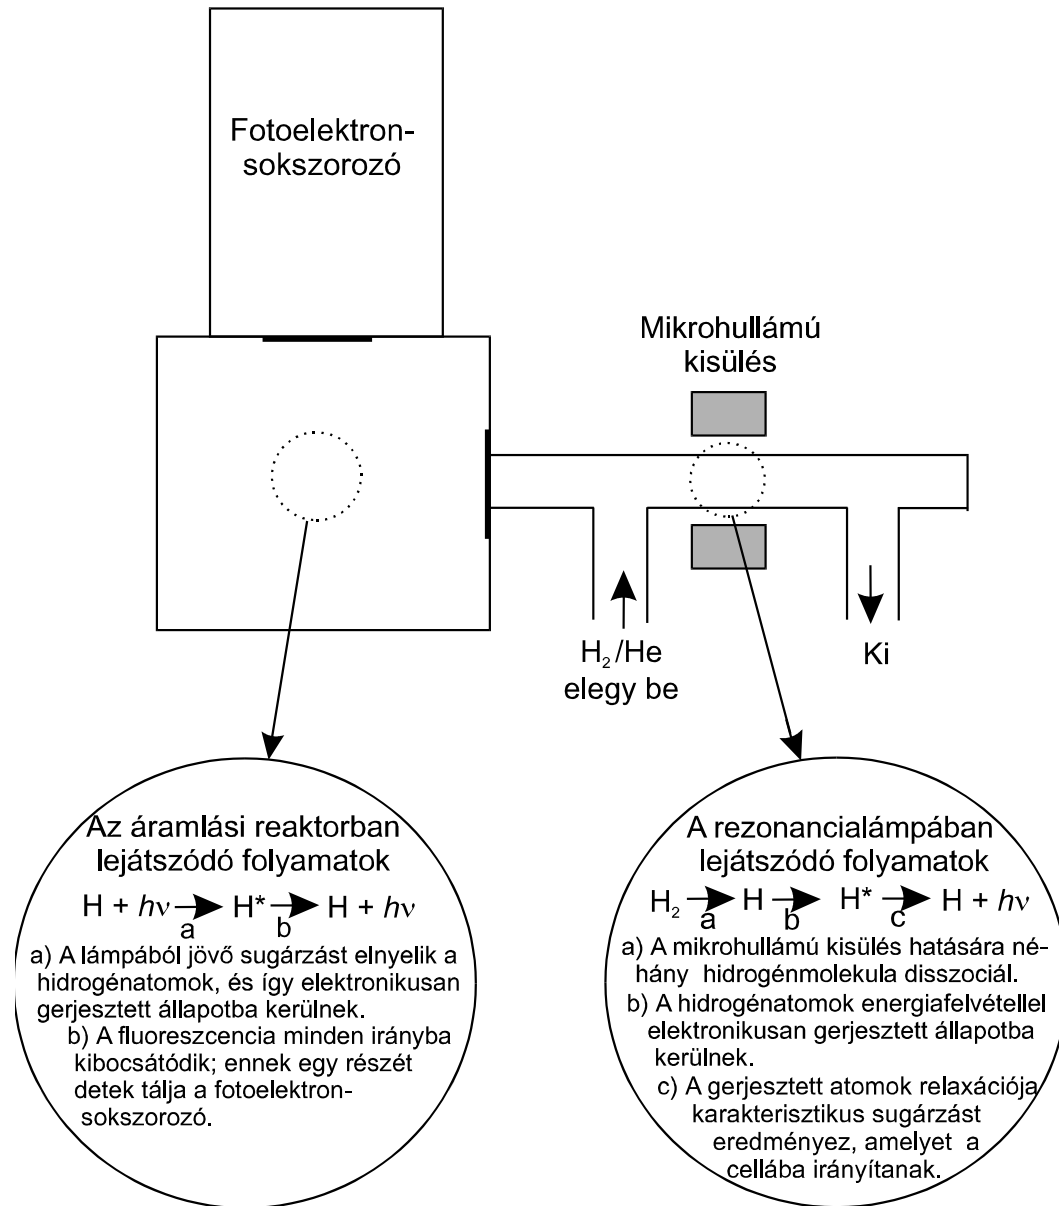 Fotoelektron-
sokszorozó
Mikrohullámú
kisülés
H₂/He
elegy be
Ki
Az áramlási reaktorban
lejátszódó folyamatok
H + hν → H* → H + hν
a b
a) A lámpából jövő sugárzást elnyelik a
hidrogénatomok, és így elektronikusan
gerjesztett állapotba kerülnek.
b) A fluoreszcencia minden irányba
kibocsátódik; ennek egy részét
detek tálja a fotoelektron-
sokszorozó.
A rezonancialámpában
lejátszódó folyamatok
H₂ → H → H* → H + hν
a b c
a) A mikrohullámú kisülés hatására né-
hány hidrogénmolekula disszociál.
b) A hidrogénatomok energiafelvétellel
elektronikusan gerjesztett állapotba
kerülnek.
c) A gerjesztett atomok relaxációja
karakterisztikus sugárzást
eredményez, amelyet a
cellába irányítanak.